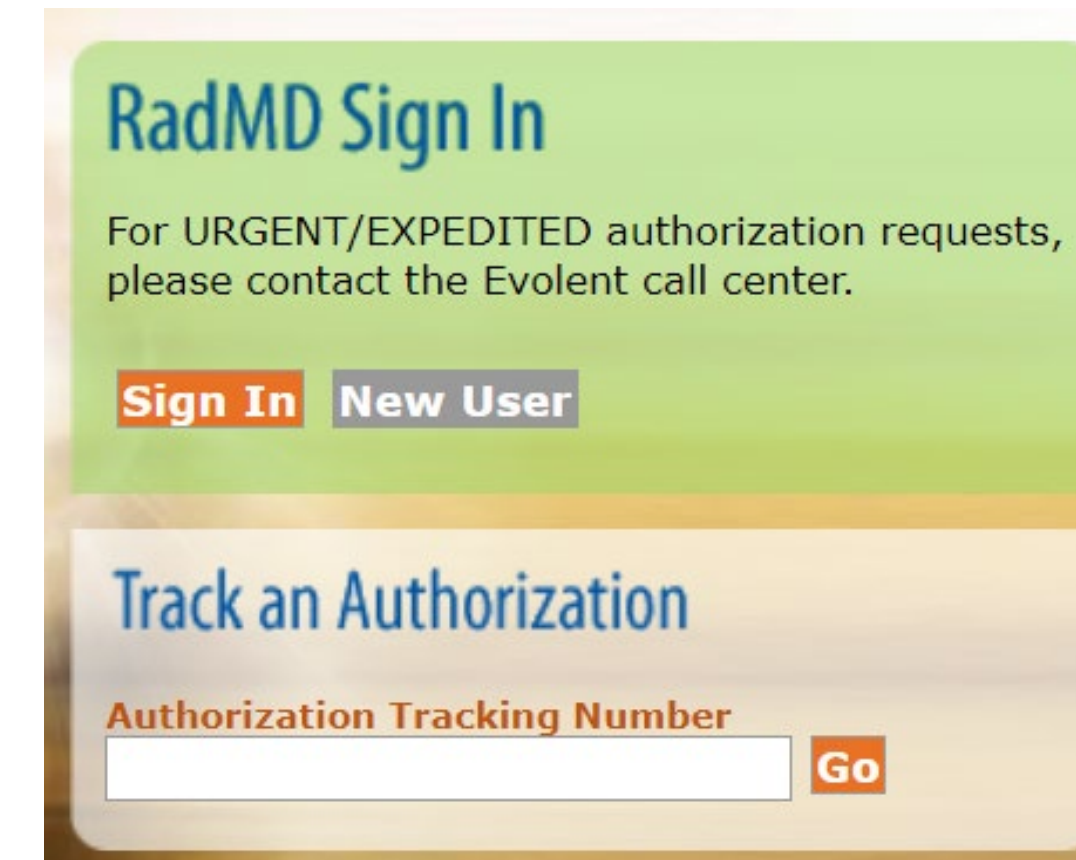 RadMD Sign In
For URGENT/EXPEDITED authorization requests,
please contact the Evolent call center.
Sign In New User
Track an Authorization
Authorization Tracking Number
Go